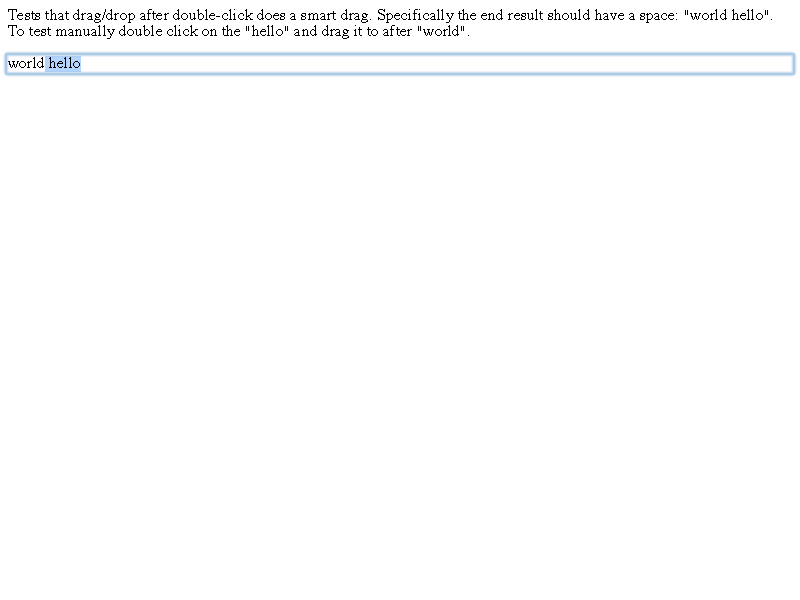 Tests that drag/drop after double-click does a smart drag. Specifically the end result should have a space: "world hello".
To test manually double click on the "hello" and drag it to after "world".
world hello